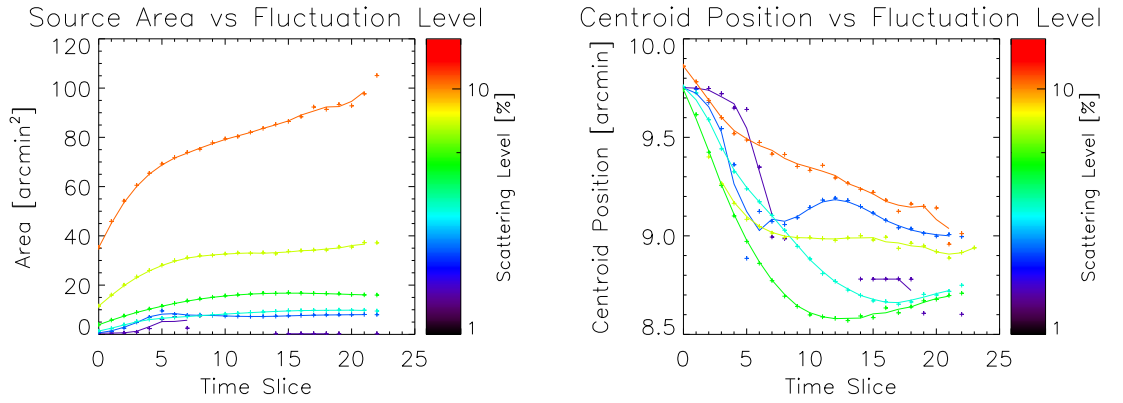 Source Area vs Fluctuation Level
120
100
80
60
40
20
0
Area [arcmin²]
0 5 10 15 20 25
Time Slice
10
1
Scattering Level [%]
Centroid Position vs Fluctuation Level
10.0
9.5
9.0
8.5
Centroid Position [arcmin]
0 5 10 15 20 25
Time Slice
10
1
Scattering Level [%]